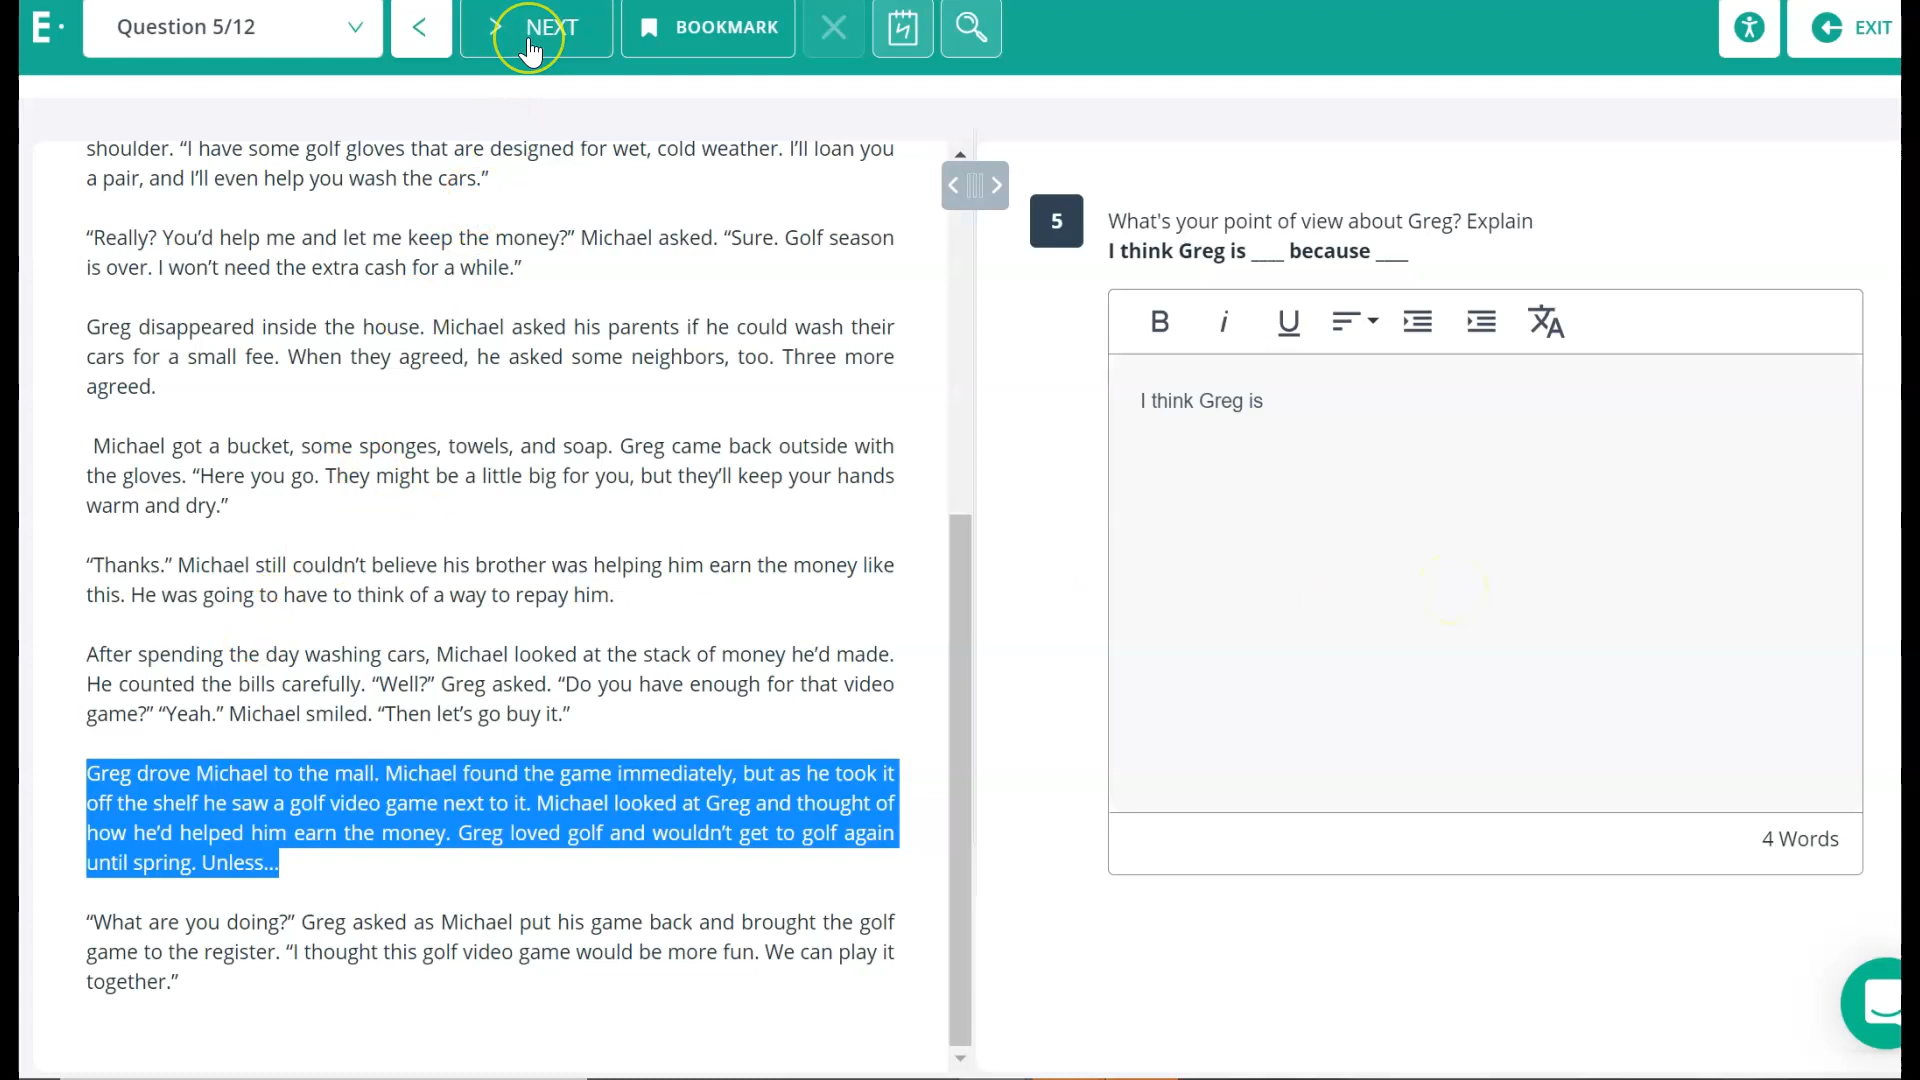 E·
Question 5/12
NEXT
BOOKMARK
EXIT
shoulder. “I have some golf gloves that are designed for wet, cold weather. I’ll loan you
a pair, and I’ll even help you wash the cars.”
“Really? You’d help me and let me keep the money?” Michael asked. “Sure. Golf season
is over. I won’t need the extra cash for a while.”
Greg disappeared inside the house. Michael asked his parents if he could wash their
cars for a small fee. When they agreed, he asked some neighbors, too. Three more
agreed.
Michael got a bucket, some sponges, towels, and soap. Greg came back outside with
the gloves. “Here you go. They might be a little big for you, but they’ll keep your hands
warm and dry.”
“Thanks.” Michael still couldn’t believe his brother was helping him earn the money like
this. He was going to have to think of a way to repay him.
After spending the day washing cars, Michael looked at the stack of money he’d made.
He counted the bills carefully. “Well?” Greg asked. “Do you have enough for that video
game?” “Yeah.” Michael smiled. “Then let’s go buy it.”
Greg drove Michael to the mall. Michael found the game immediately, but as he took it
off the shelf he saw a golf video game next to it. Michael looked at Greg and thought of
how he’d helped him earn the money. Greg loved golf and wouldn’t get to golf again
until spring. Unless...
“What are you doing?” Greg asked as Michael put his game back and brought the golf
game to the register. “I thought this golf video game would be more fun. We can play it
together.”
5
What's your point of view about Greg? Explain
I think Greg is ____ because ____
B i U
I think Greg is
4 Words